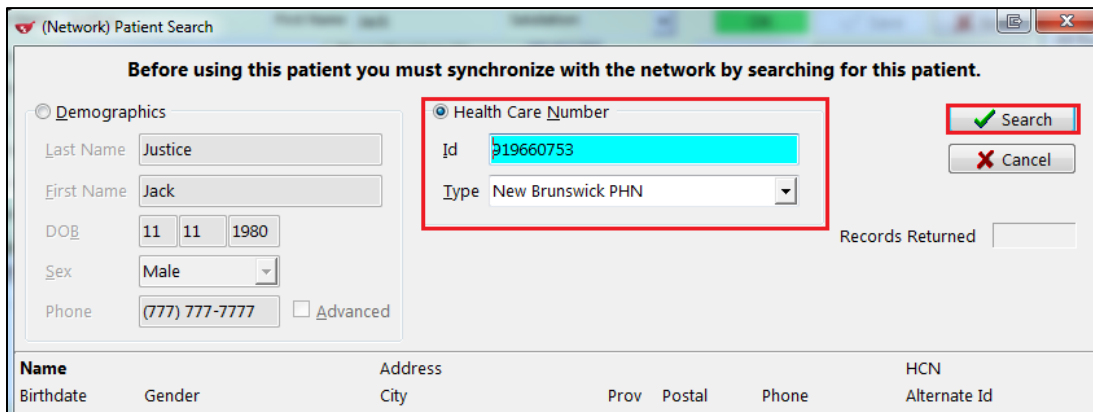 First Name Jack
(Network) Patient Search
Before using this patient you must synchronize with the network by searching for this patient.
Demographics
Last Name Justice
First Name Jack
DOB 11 11 1980
Sex Male
Phone (777) 777-7777 Advanced
Health Care Number
Id 919660753
Type New Brunswick PHN
Search
Cancel
Records Returned
Name Address HCN
Birthdate Gender City Prov Postal Phone Alternate Id